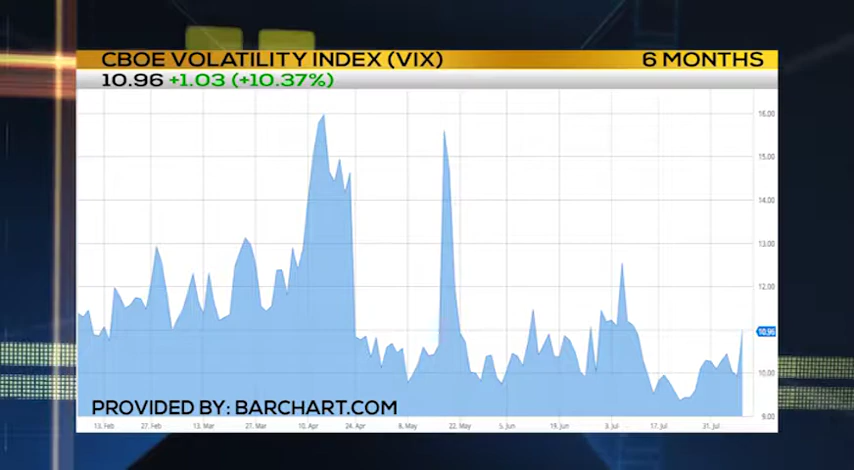 CBOE VOLATILITY INDEX (VIX) 6 MONTHS
10.96 +1.03 (+10.37%)
16.00
15.00
14.00
13.00
12.00
10.96
10.00
9.00
PROVIDED BY: BARCHART.COM
13. Feb 27. Feb 13. Mar 27. Mar 10. Apr 24. Apr 8. May 22. May 5. Jun 19. Jun 3. Jul 17. Jul 31. Jul